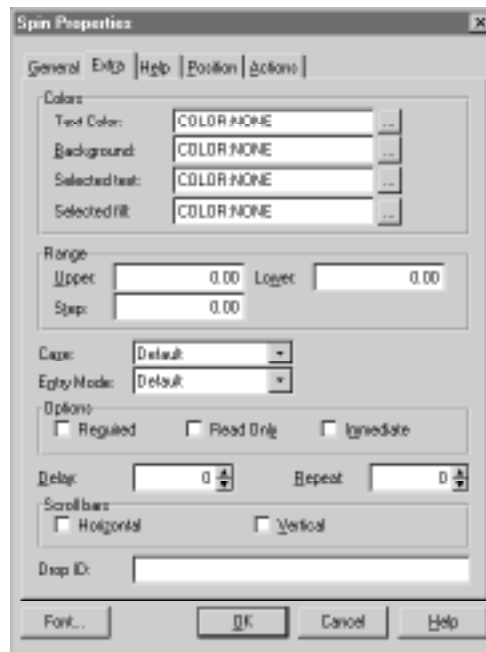 Spin Properties
General Extra Help Position Actions
Colors
Text Color: COLOR:NONE ...
Background: COLOR:NONE ...
Selected text: COLOR:NONE ...
Selected fill: COLOR:NONE ...
Range
Upper: 0.00 Lower: 0.00
Step: 0.00
Case: Default
Entry Mode: Default
Options
Required Read Only Immediate
Delay: 0 Repeat: 0
Scroll bars
Horizontal Vertical
Drop ID:
Font... OK Cancel Help